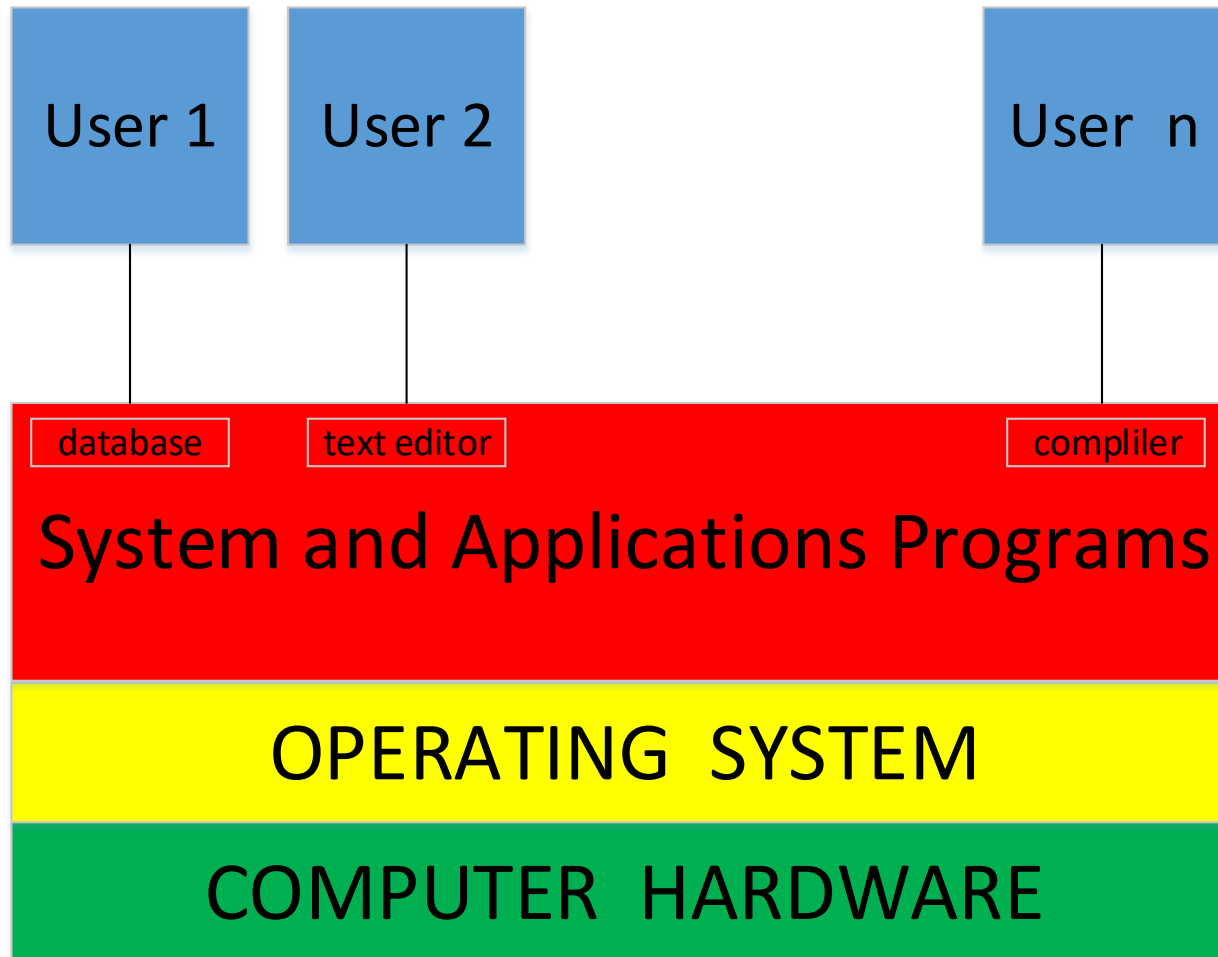 User 1
User 2
User n
database
text editor
compliler
System and Applications Programs
OPERATING SYSTEM
COMPUTER HARDWARE